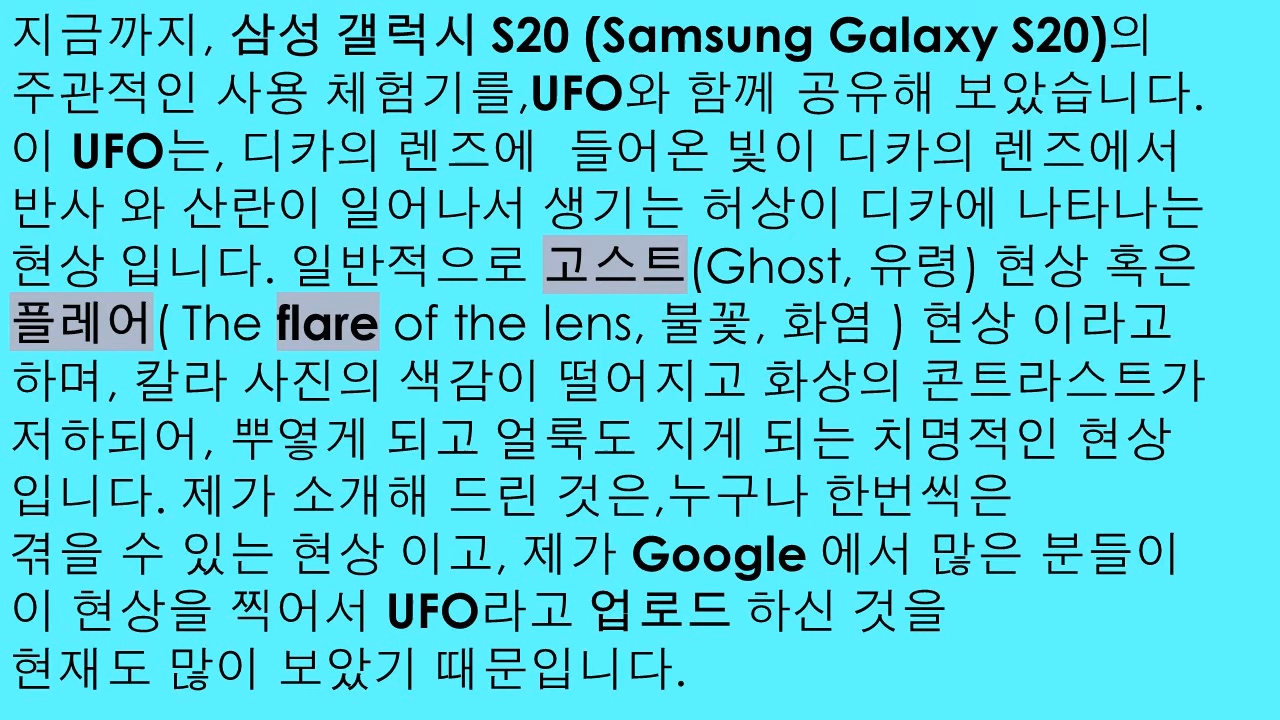 지금까지, 삼성 갤럭시 S20 (Samsung Galaxy S20)의
주관적인 사용 체험기를,UFO와 함께 공유해 보았습니다.
이 UFO는, 디카의 렌즈에 들어온 빛이 디카의 렌즈에서
반사 와 산란이 일어나서 생기는 허상이 디카에 나타나는
현상 입니다. 일반적으로 고스트(Ghost, 유령) 현상 혹은
플레어( The flare of the lens, 불꽃, 화염 ) 현상 이라고
하며, 칼라 사진의 색감이 떨어지고 화상의 콘트라스트가
저하되어, 뿌옇게 되고 얼룩도 지게 되는 치명적인 현상
입니다. 제가 소개해 드린 것은,누구나 한번씩은
겪을 수 있는 현상 이고, 제가 Google 에서 많은 분들이
이 현상을 찍어서 UFO라고 업로드 하신 것을
현재도 많이 보았기 때문입니다.